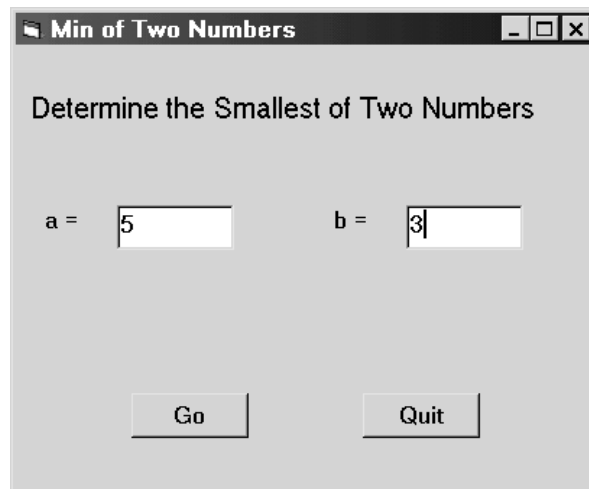 Min of Two Numbers
Determine the Smallest of Two Numbers
a = 5 b = 3
Go Quit